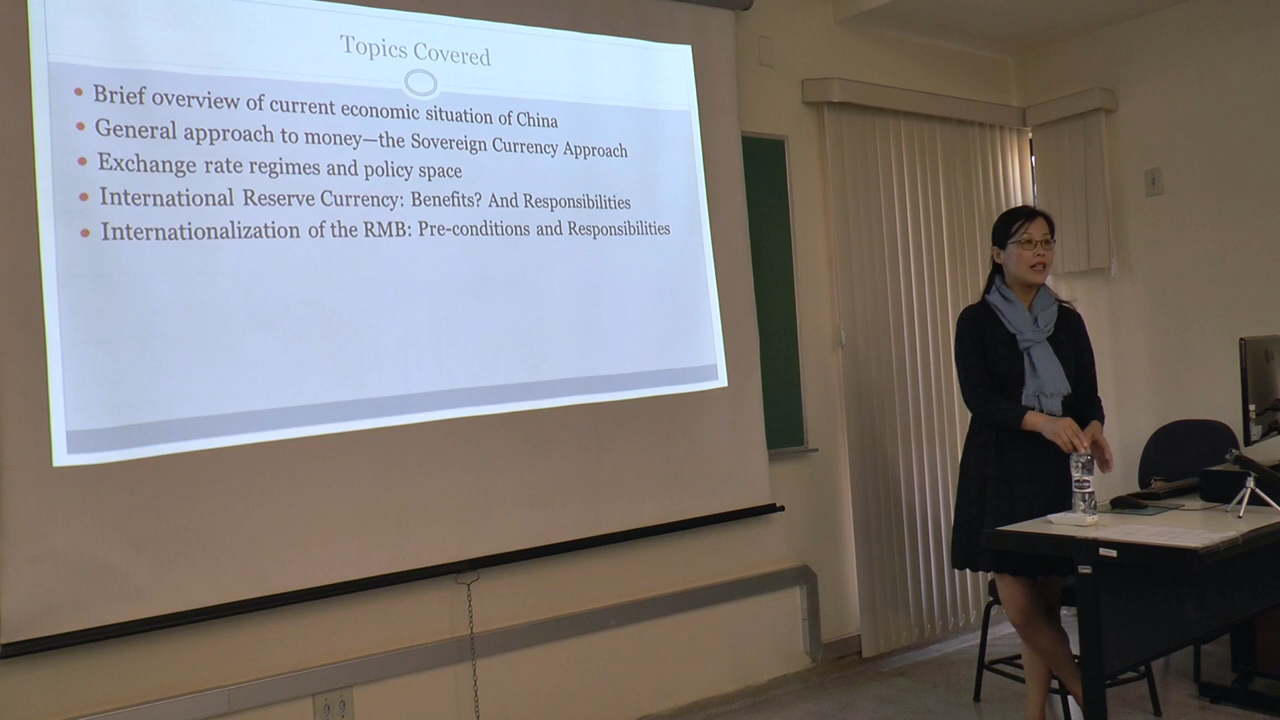 Topics Covered
Brief overview of current economic situation of China
General approach to money—the Sovereign Currency Approach
Exchange rate regimes and policy space
International Reserve Currency: Benefits? And Responsibilities
Internationalization of the RMB: Pre-conditions and Responsibilities